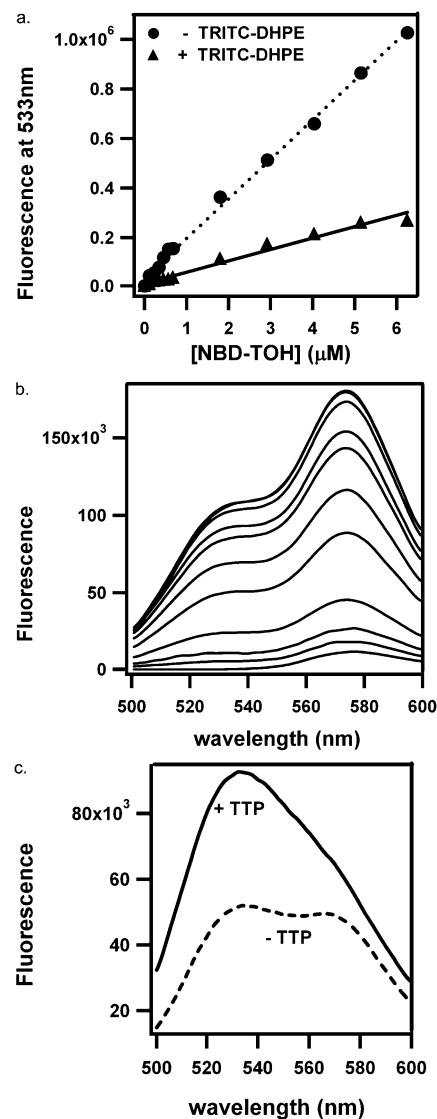 a.
- TRITC-DHPE
+ TRITC-DHPE
Fluorescence at 533nm
1.0x10⁶
0.8
0.6
0.4
0.2
0.0
0 1 2 3 4 5 6
[NBD-TOH] (µM)
b.
Fluorescence
150x10³
100
50
0
500 520 540 560 580 600
wavelength (nm)
c.
Fluorescence
80x10³
60
40
20
+ TTP
- TTP
500 520 540 560 580 600
wavelength (nm)